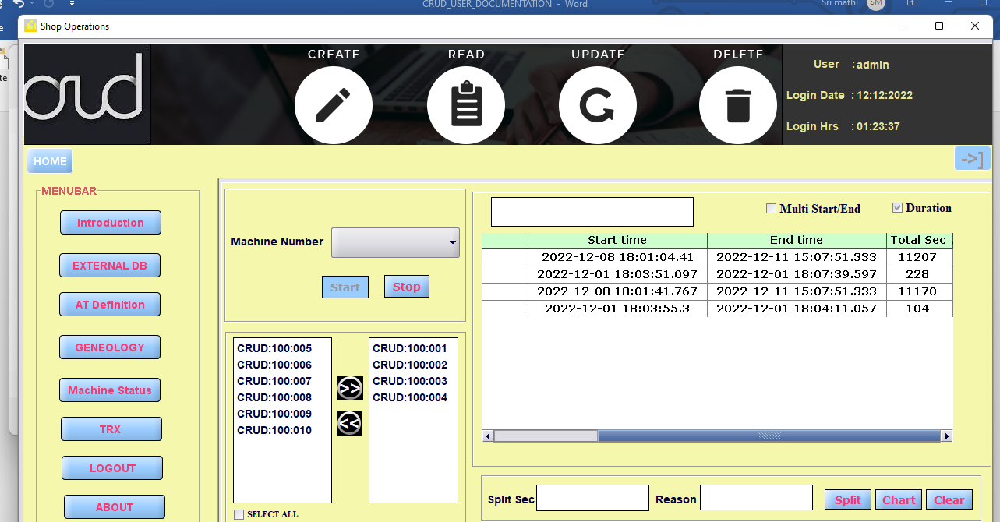 CRUD_USER_DOCUMENTATION - Word
Sri mathi
SM
Shop Operations
CREATE READ UPDATE DELETE
crud
User : admin
Login Date : 12:12:2022
Login Hrs : 01:23:37
HOME
->]
MENUBAR
Introduction
EXTERNAL DB
AT Definition
GENEOLOGY
Machine Status
TRX
LOGOUT
ABOUT
Machine Number
Start Stop
CRUD:100:005
CRUD:100:006
CRUD:100:007
CRUD:100:008
CRUD:100:009
CRUD:100:010
>>
<<
CRUD:100:001
CRUD:100:002
CRUD:100:003
CRUD:100:004
SELECT ALL
Multi Start/End Duration
Start time End time Total Sec
2022-12-08 18:01:04.41 2022-12-11 15:07:51.333 11207
2022-12-01 18:03:51.097 2022-12-01 18:07:39.597 228
2022-12-08 18:01:41.767 2022-12-11 15:07:51.333 11170
2022-12-01 18:03:55.3 2022-12-01 18:04:11.057 104
Split Sec Reason Split Chart Clear